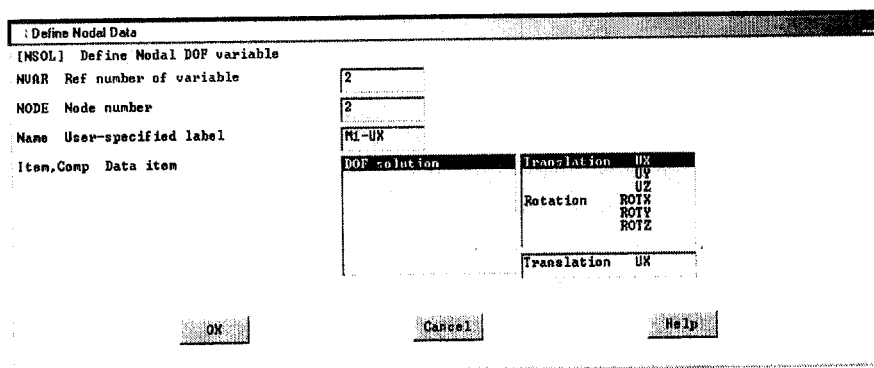 Define Nodal Data
[NSOL] Define Nodal DOF variable
NVAR Ref number of variable 2
NODE Node number 2
Name User-specified label M1-UX
Item,Comp Data item DOF solution Translation UX
UY
UZ
Rotation ROTX
ROTY
ROTZ
Translation UX
OK Cancel Help